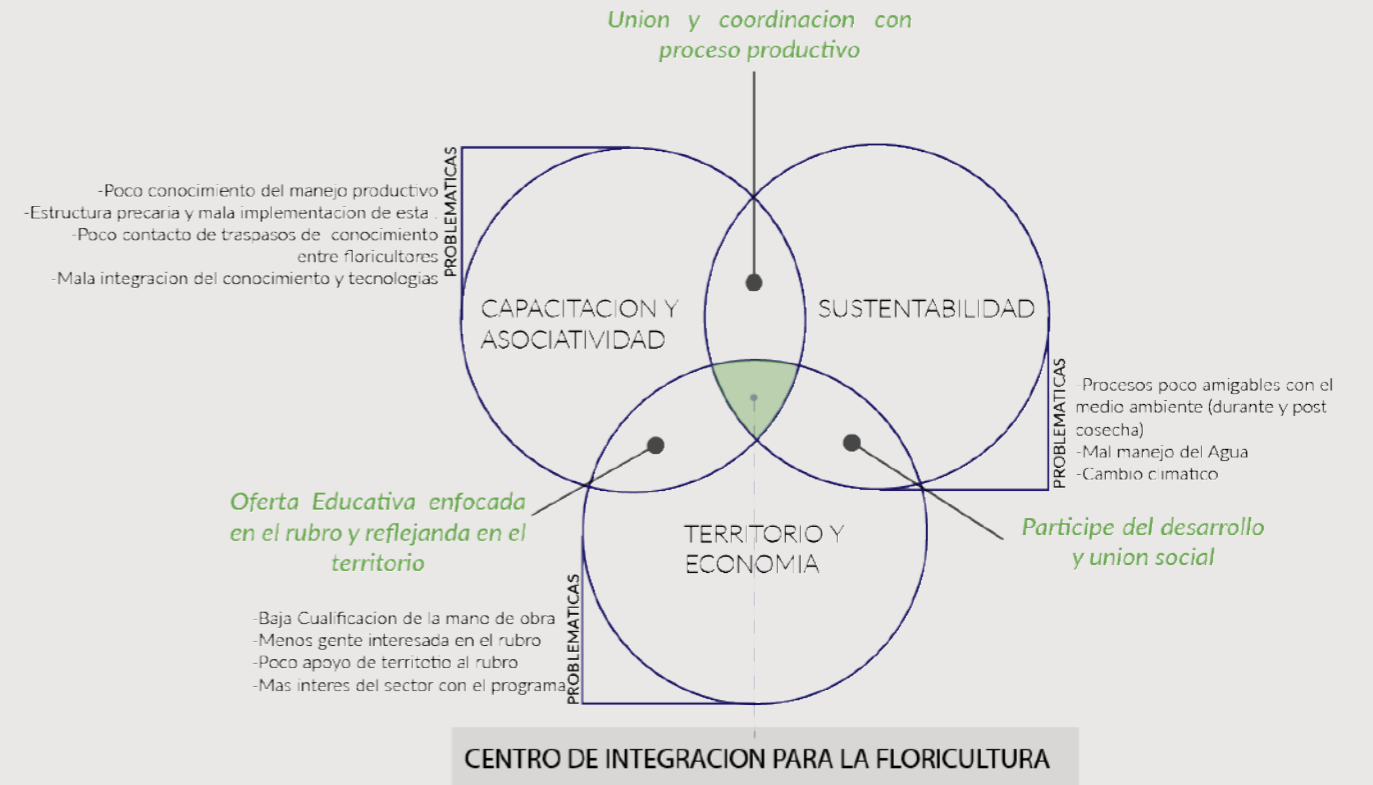 Union y coordinacion con
proceso productivo
PROBLEMATICAS
-Poco conocimiento del manejo productivo
-Estructura precaria y mala implementacion de esta .
-Poco contacto de traspasos de conocimiento
entre floricultores
-Mala integracion del conocimiento y tecnologias
CAPACITACION Y
ASOCIATIVIDAD
SUSTENTABILIDAD
PROBLEMATICAS
-Procesos poco amigables con el
medio ambiente (durante y post
cosecha)
-Mal manejo del Agua
-Cambio climatico
Oferta Educativa enfocada
en el rubro y reflejanda en el
territorio
TERRITORIO Y
ECONOMIA
Participe del desarrollo
y union social
PROBLEMATICAS
-Baja Cualificacion de la mano de obra
-Menos gente interesada en el rubro
-Poco apoyo de territotio al rubro
-Mas interes del sector con el programa
CENTRO DE INTEGRACION PARA LA FLORICULTURA